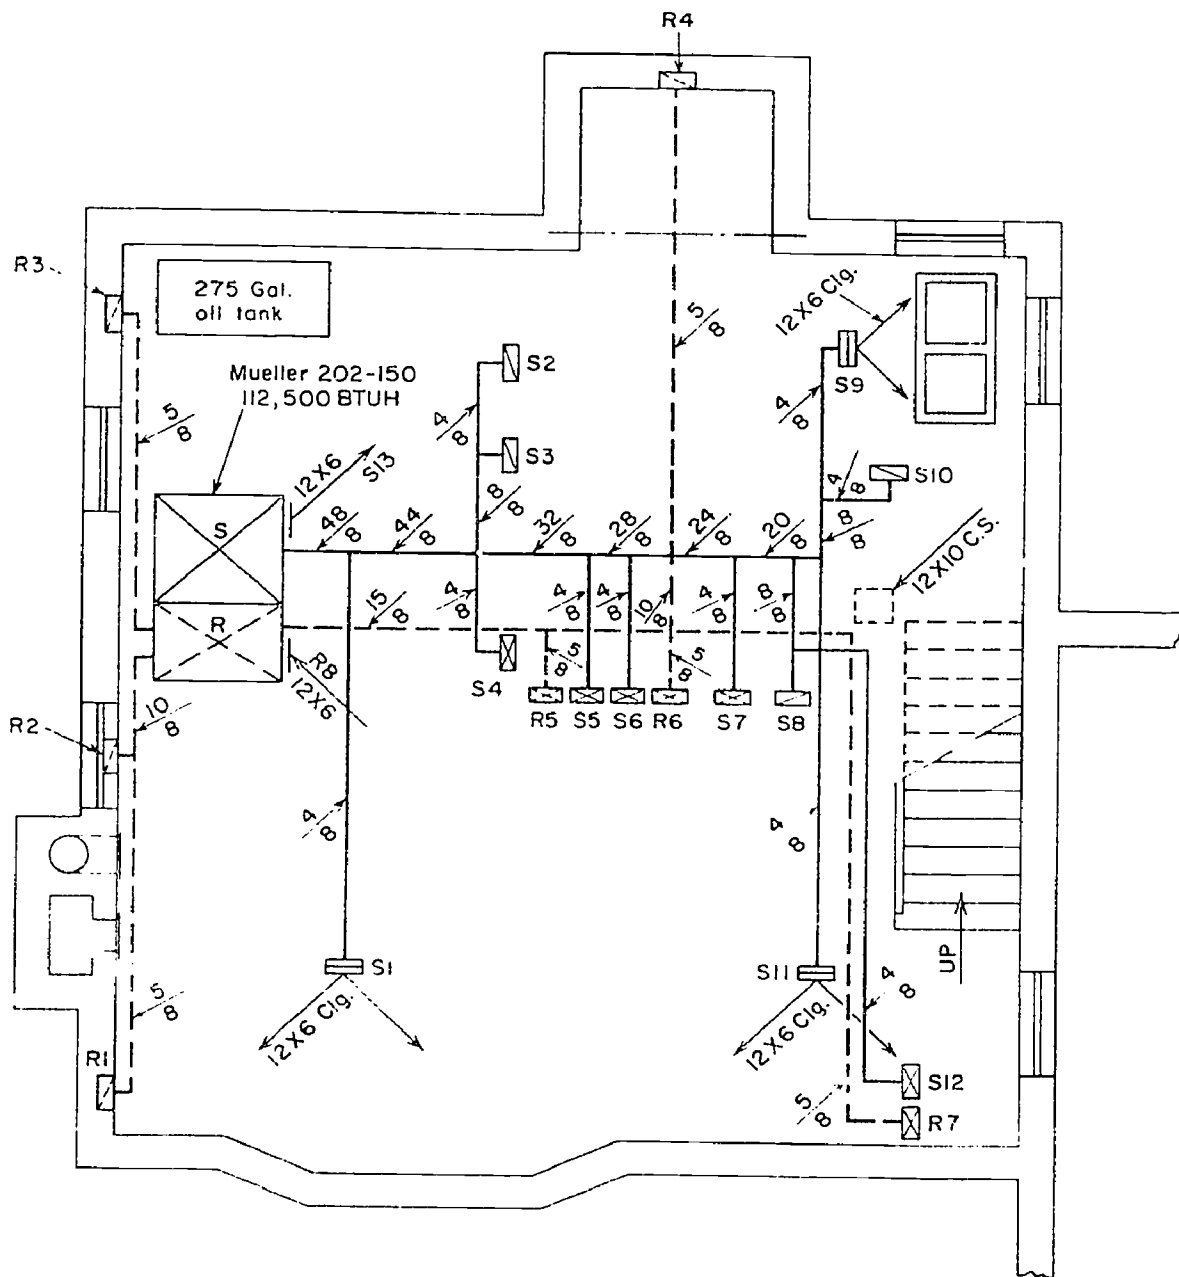 R4
R3
275 Gal.
oil tank
12X6 Clg.
S9
5
8
Mueller 202-150
112,500 BTUH
S2
4
8
4
8
5
8
S3
12X6
S13
S10
4
8
S
48
8
44
8
8
8
32
8
28
8
24
8
20
8
8
8
12X10 C.S.
R
15
8
4
8
4
8
4
8
10
8
4
8
8
8
R8
12X6
S4
5
8
5
8
R5
S5
S6
R6
S7
S8
R2
10
8
4
8
4
8
UP
S1
S11
12X6 Clg.
12X6 Clg.
5
8
4
8
R1
S12
5
8
R7